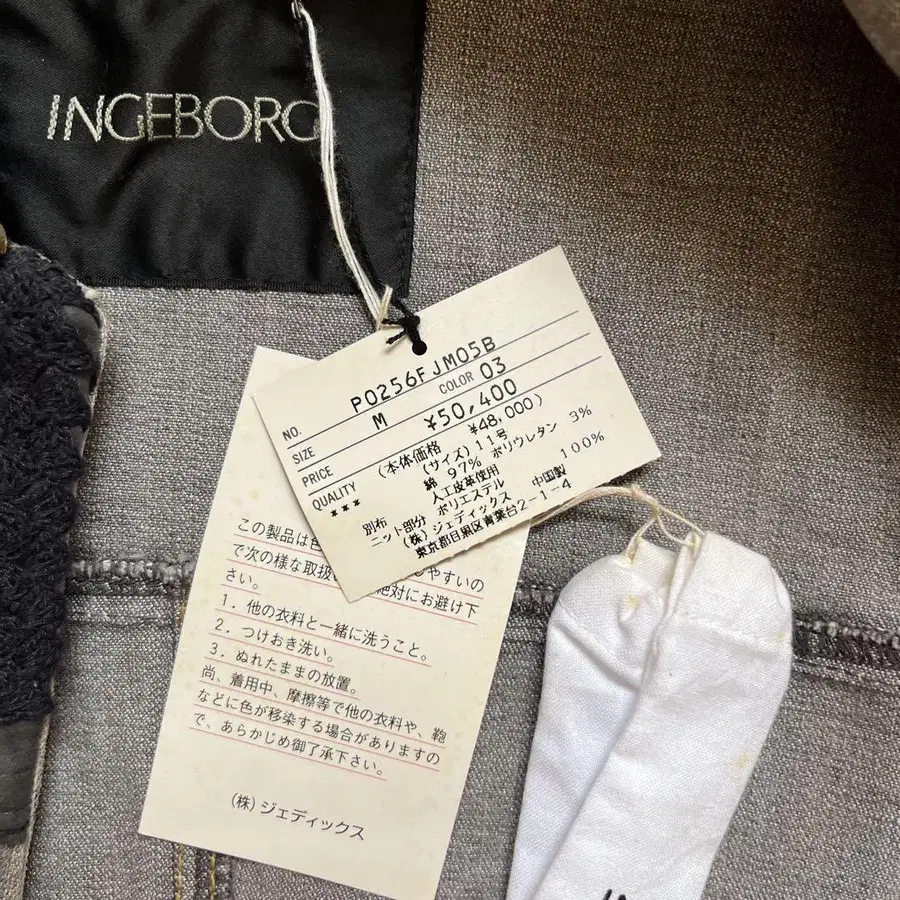 INGEBORG
NO. P0256FJM05B
SIZE M COLOR 03
PRICE ¥50,400
QUALITY (本体価格 ¥48,000)
*** (サイズ)11号
綿 97% ポリウレタン 3%
人工皮革使用
別布 ポリエステル 100%
ニット部分 中国製
(株)ジェディックス
東京都目黒区青葉台2-1-4
この製品は色
で次の様な取扱 しやすいの
さい。 絶対にお避け下
1．他の衣料と一緒に洗うこと。
2．つけおき洗い。
3．ぬれたままの放置。
尚、着用中、摩擦等で他の衣料や、鞄
などに色が移染する場合がありますの
で、あらかじめ御了承下さい。
(株)ジェディックス